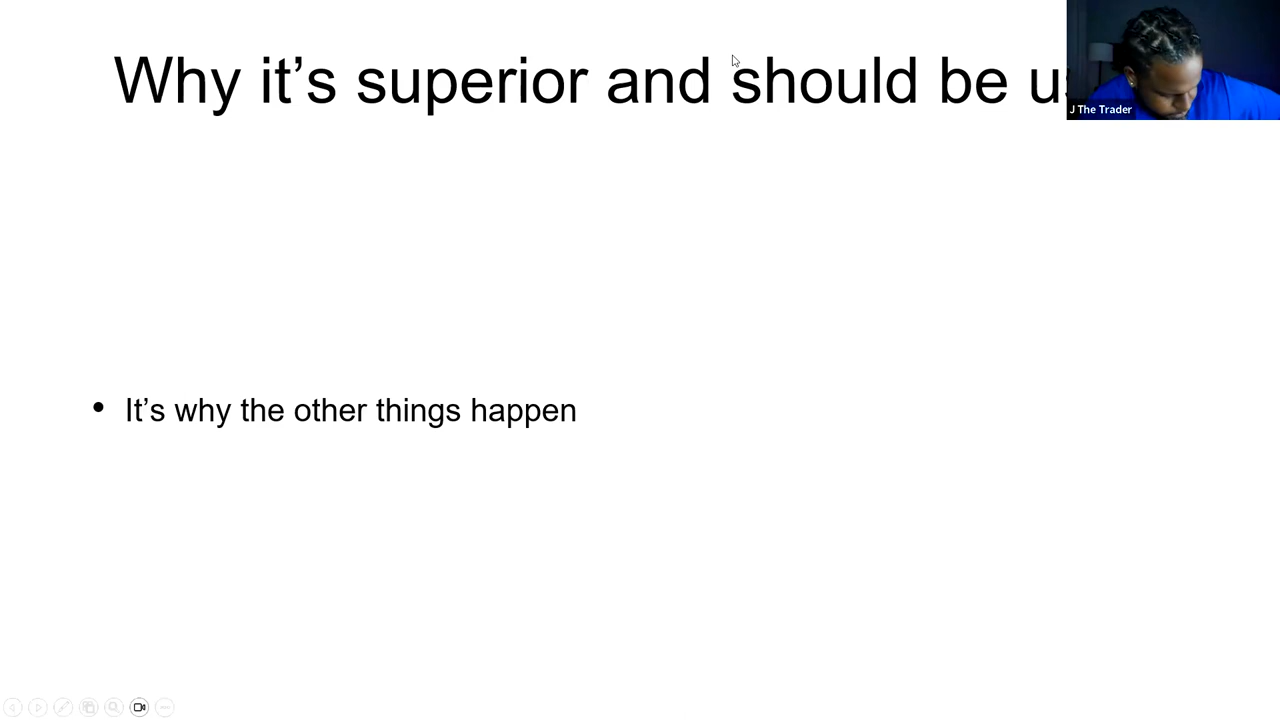 Why it’s superior and should be
J The Trader
• It’s why the other things happen